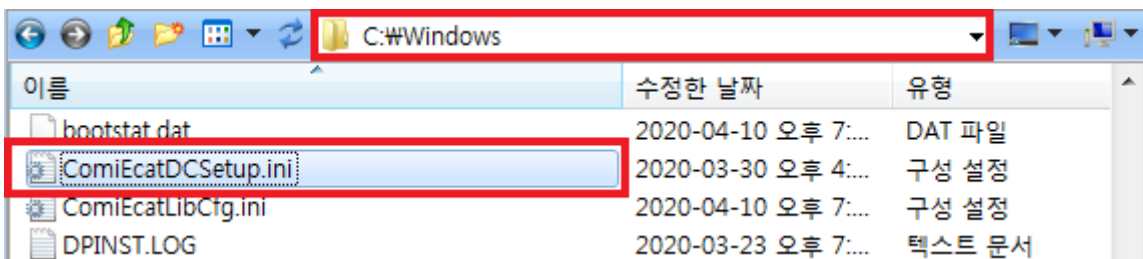 C:₩Windows
이름 수정한 날짜 유형
bootstat.dat 2020-04-10 오후 7:... DAT 파일
ComiEcatDCSetup.ini 2020-03-30 오후 4:... 구성 설정
ComiEcatLibCfg.ini 2020-04-10 오후 7:... 구성 설정
DPINST.LOG 2020-03-23 오후 7:... 텍스트 문서